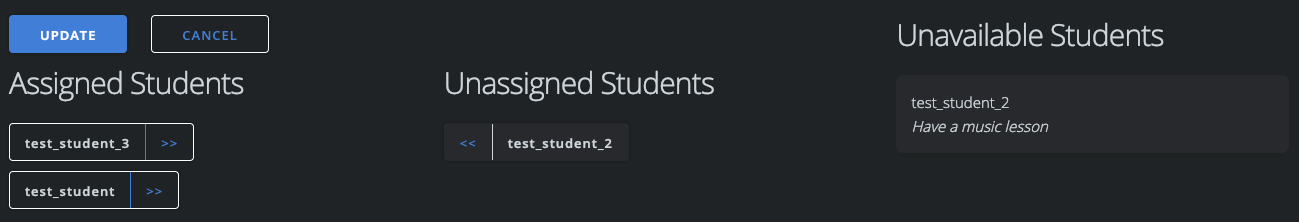 UPDATE
CANCEL
Assigned Students
test_student_3 >>
test_student >>
Unassigned Students
<< test_student_2
Unavailable Students
test_student_2
Have a music lesson